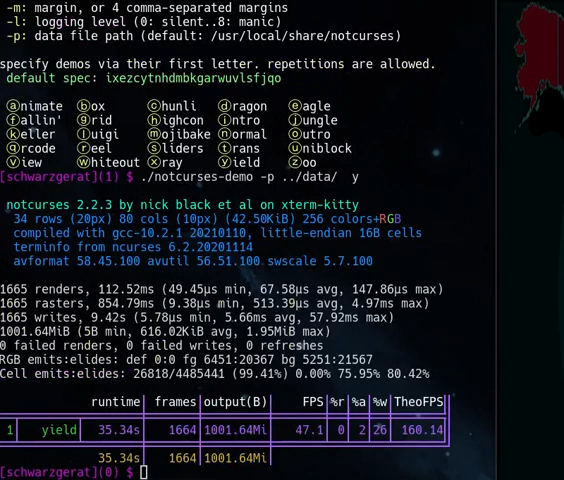 -m: margin, or 4 comma-separated margins
-l: logging level (0: silent..8: manic)
-p: data file path (default: /usr/local/share/notcurses)
specify demos via their first letter. repetitions are allowed.
default spec: ixezcytnhdmbkgarwuvlsfjqo
ⓐnimate ⓑox ⓒhunli ⓓragon ⓔagle
ⓕallin' ⓖrid ⓗighcon ⓘntro ⓙungle
ⓚeller ⓛuigi ⓜojibake ⓝormal ⓞutro
ⓠrcode ⓡeel ⓢliders ⓣrans ⓤniblock
ⓥiew ⓦhiteout ⓧray ⓨield ⓩoo
[schwarzgerat](1) $ ./notcurses-demo -p ../data/ y
notcurses 2.2.3 by nick black et al on xterm-kitty
34 rows (20px) 80 cols (10px) (42.50KiB) 256 colors+RGB
compiled with gcc-10.2.1 20210110, little-endian 16B cells
terminfo from ncurses 6.2.20201114
avformat 58.45.100 avutil 56.51.100 swscale 5.7.100
1665 renders, 112.52ms (49.45µs min, 67.58µs avg, 147.86µs max)
1665 rasters, 854.79ms (9.38µs min, 513.39µs avg, 4.97ms max)
1665 writes, 9.42s (5.78µs min, 5.66ms avg, 57.92ms max)
1001.64MiB (5B min, 616.02KiB avg, 1.95MiB max)
0 failed renders, 0 failed writes, 0 refreshes
RGB emits:elides: def 0:0 fg 6451:20367 bg 5251:21567
Cell emits:elides: 26818/4485441 (99.41%) 0.00% 75.95% 80.42%
runtime frames output(B) FPS %r %a %w TheoFPS
1 yield 35.34s 1664 1001.64Mi 47.1 0 2 26 160.14
35.34s 1664 1001.64Mi
[schwarzgerat](0) $